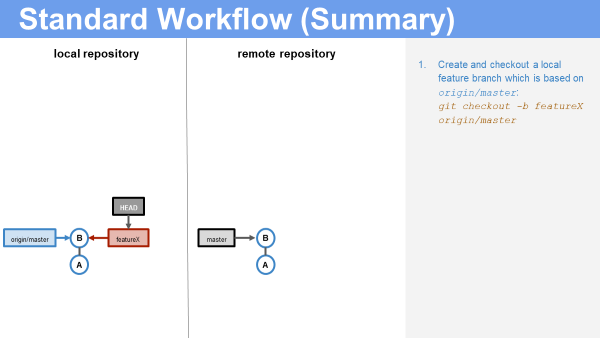 Standard Workflow (Summary)
local repository
remote repository
1. Create and checkout a local
feature branch which is based on
origin/master:
git checkout -b featureX
origin/master
HEAD
origin/master
B
featureX
A
master
B
A